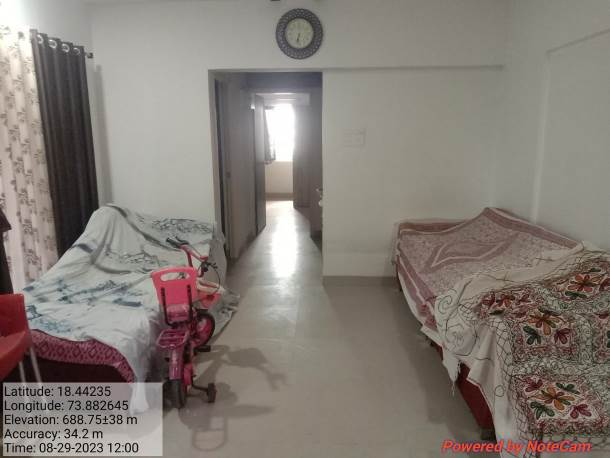 Latitude: 18.44235
Longitude: 73.882645
Elevation: 688.75±38 m
Accuracy: 34.2 m
Time: 08-29-2023 12:00
Powered by NoteCam